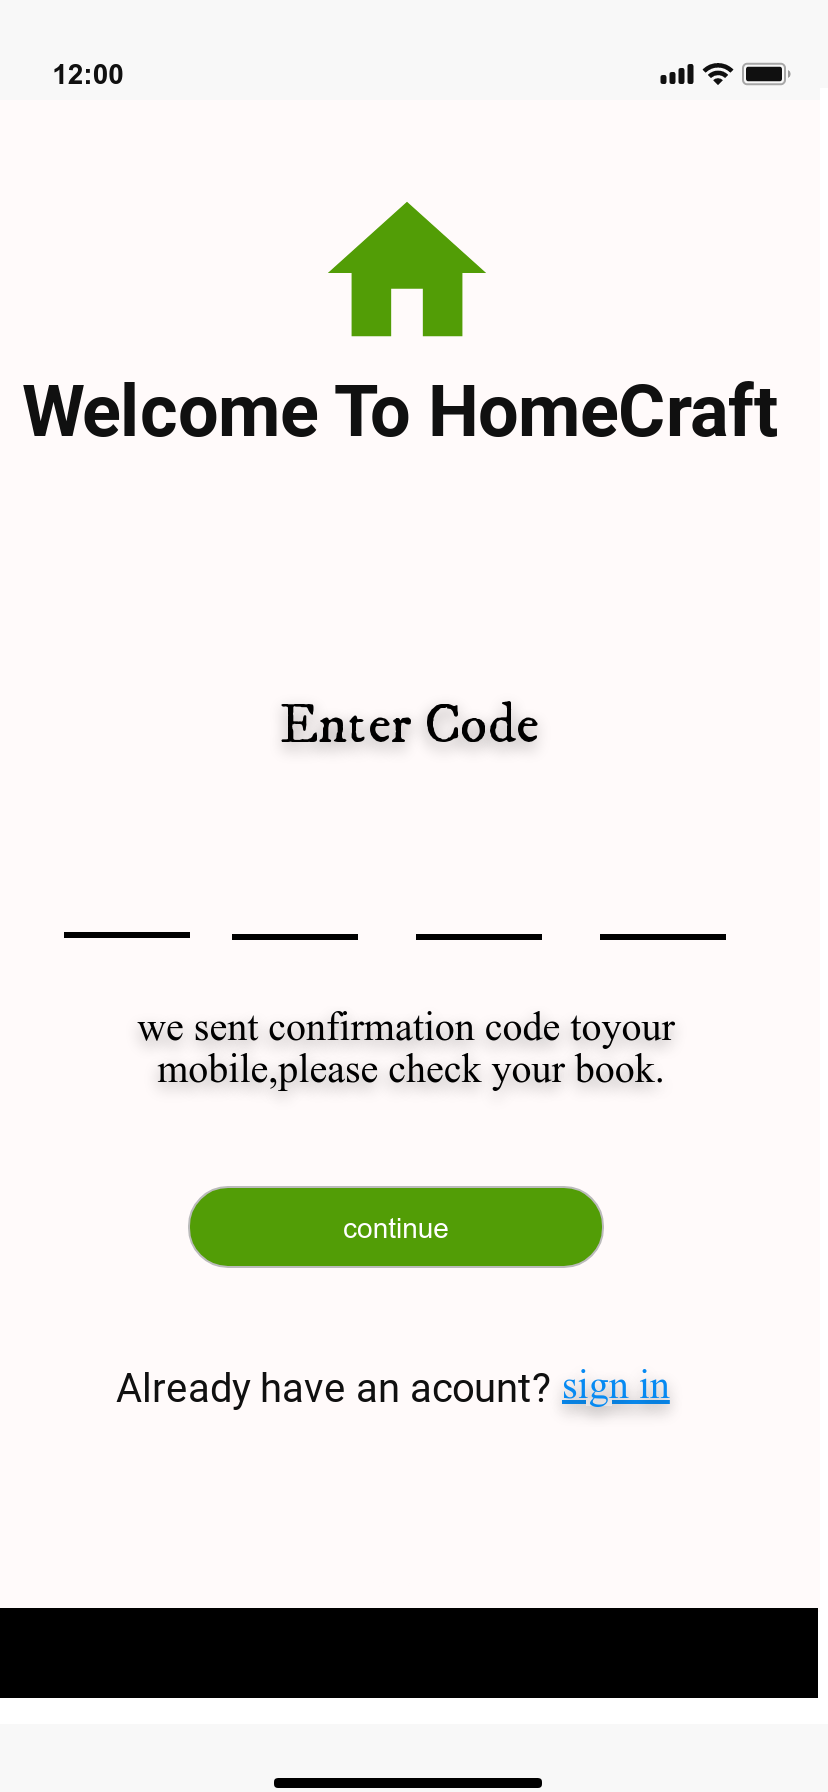 12:00
Welcome To HomeCraft
Enter Code
we sent confirmation code toyour
mobile,please check your book.
continue
Already have an acount? sign in